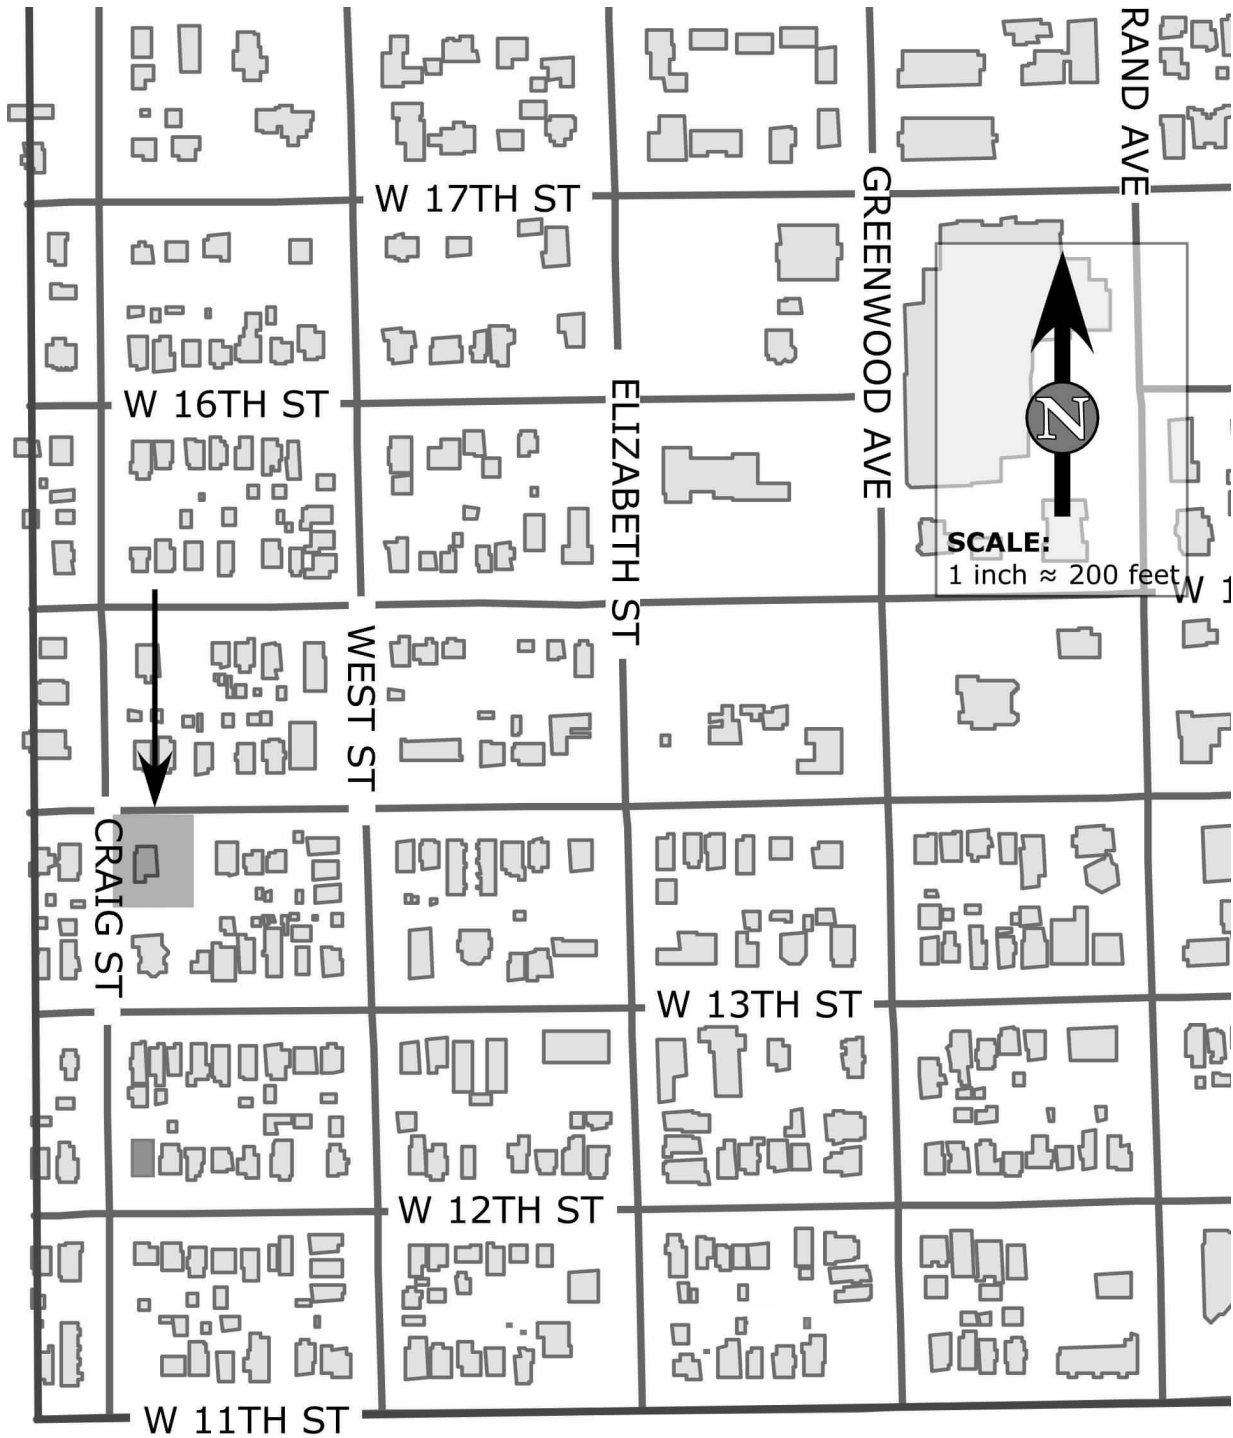 RAND AVE
W 17TH ST
GREENWOOD AVE
W 16TH ST
ELIZABETH ST
N
SCALE:
1 inch ≈ 200 feet
W 1
WEST ST
CRAIG ST
W 13TH ST
W 12TH ST
W 11TH ST